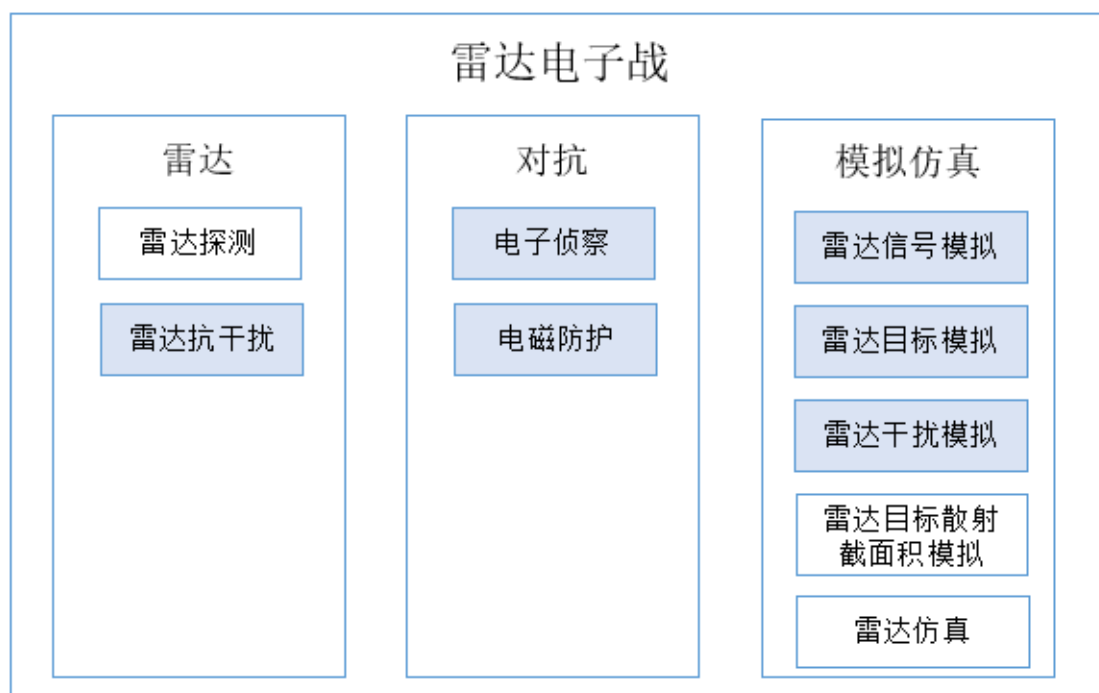 雷达电子战
雷达
雷达探测
雷达抗干扰
对抗
电子侦察
电磁防护
模拟仿真
雷达信号模拟
雷达目标模拟
雷达干扰模拟
雷达目标散射
截面积模拟
雷达仿真